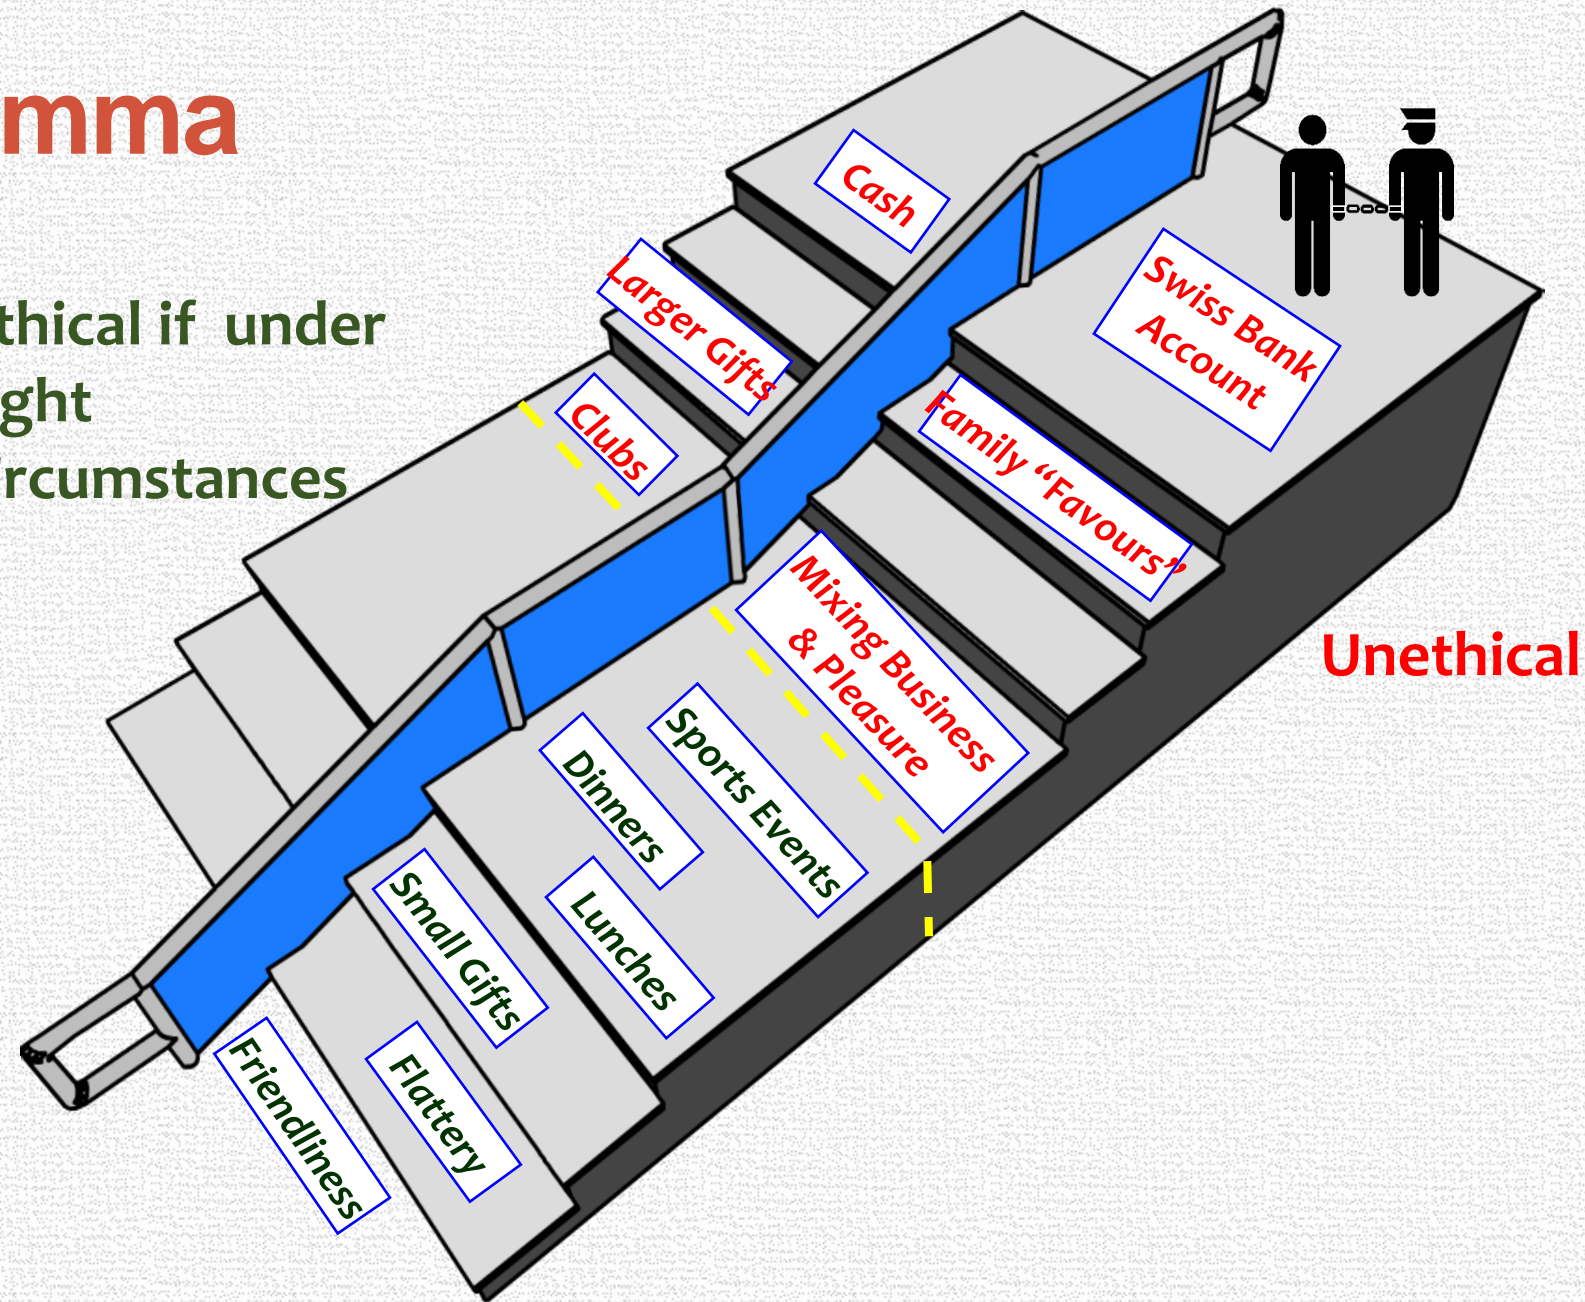 mma
thical if under
ght
rcumstances
Cash
Larger Gifts
Clubs
Swiss Bank
Account
Family “Favours”
Mixing Business
& Pleasure
Unethical
Sports Events
Dinners
Lunches
Small Gifts
Flattery
Friendliness